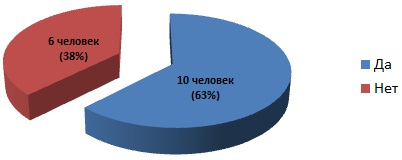 6 человек
(38%)
10 человек
(63%)
Да
Нет